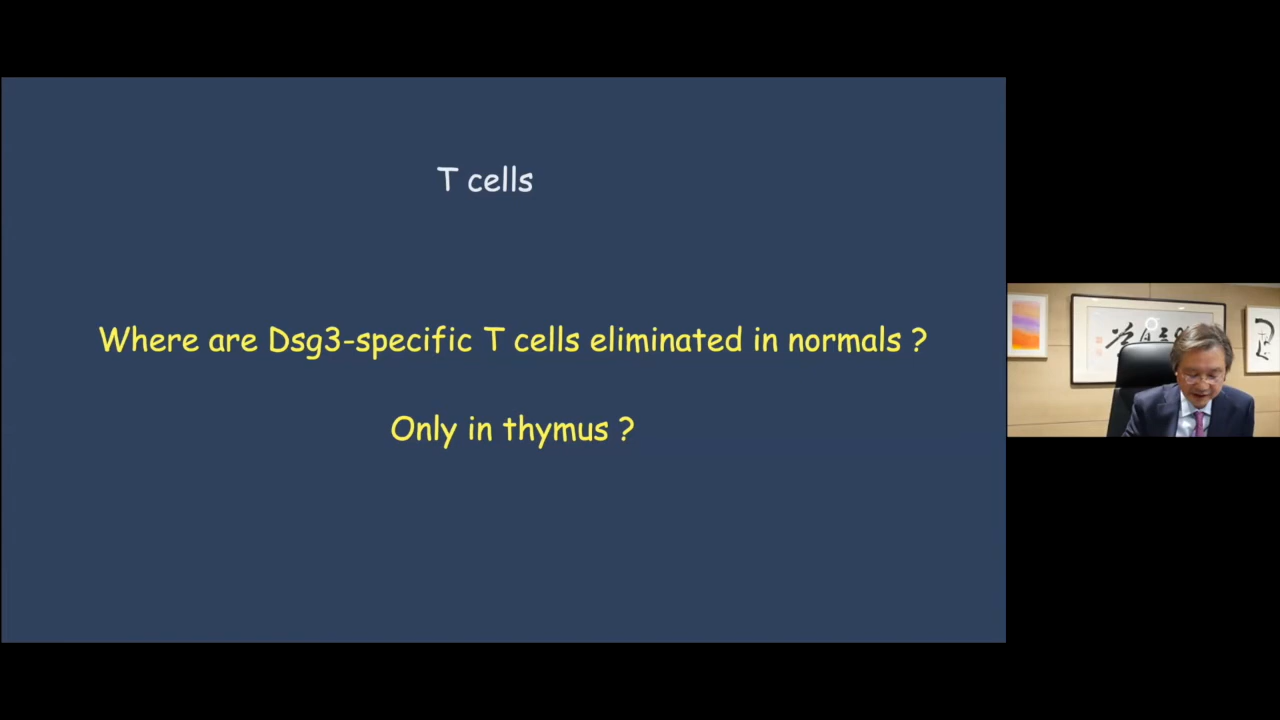 T cells
Where are Dsg3-specific T cells eliminated in normals ?
Only in thymus ?